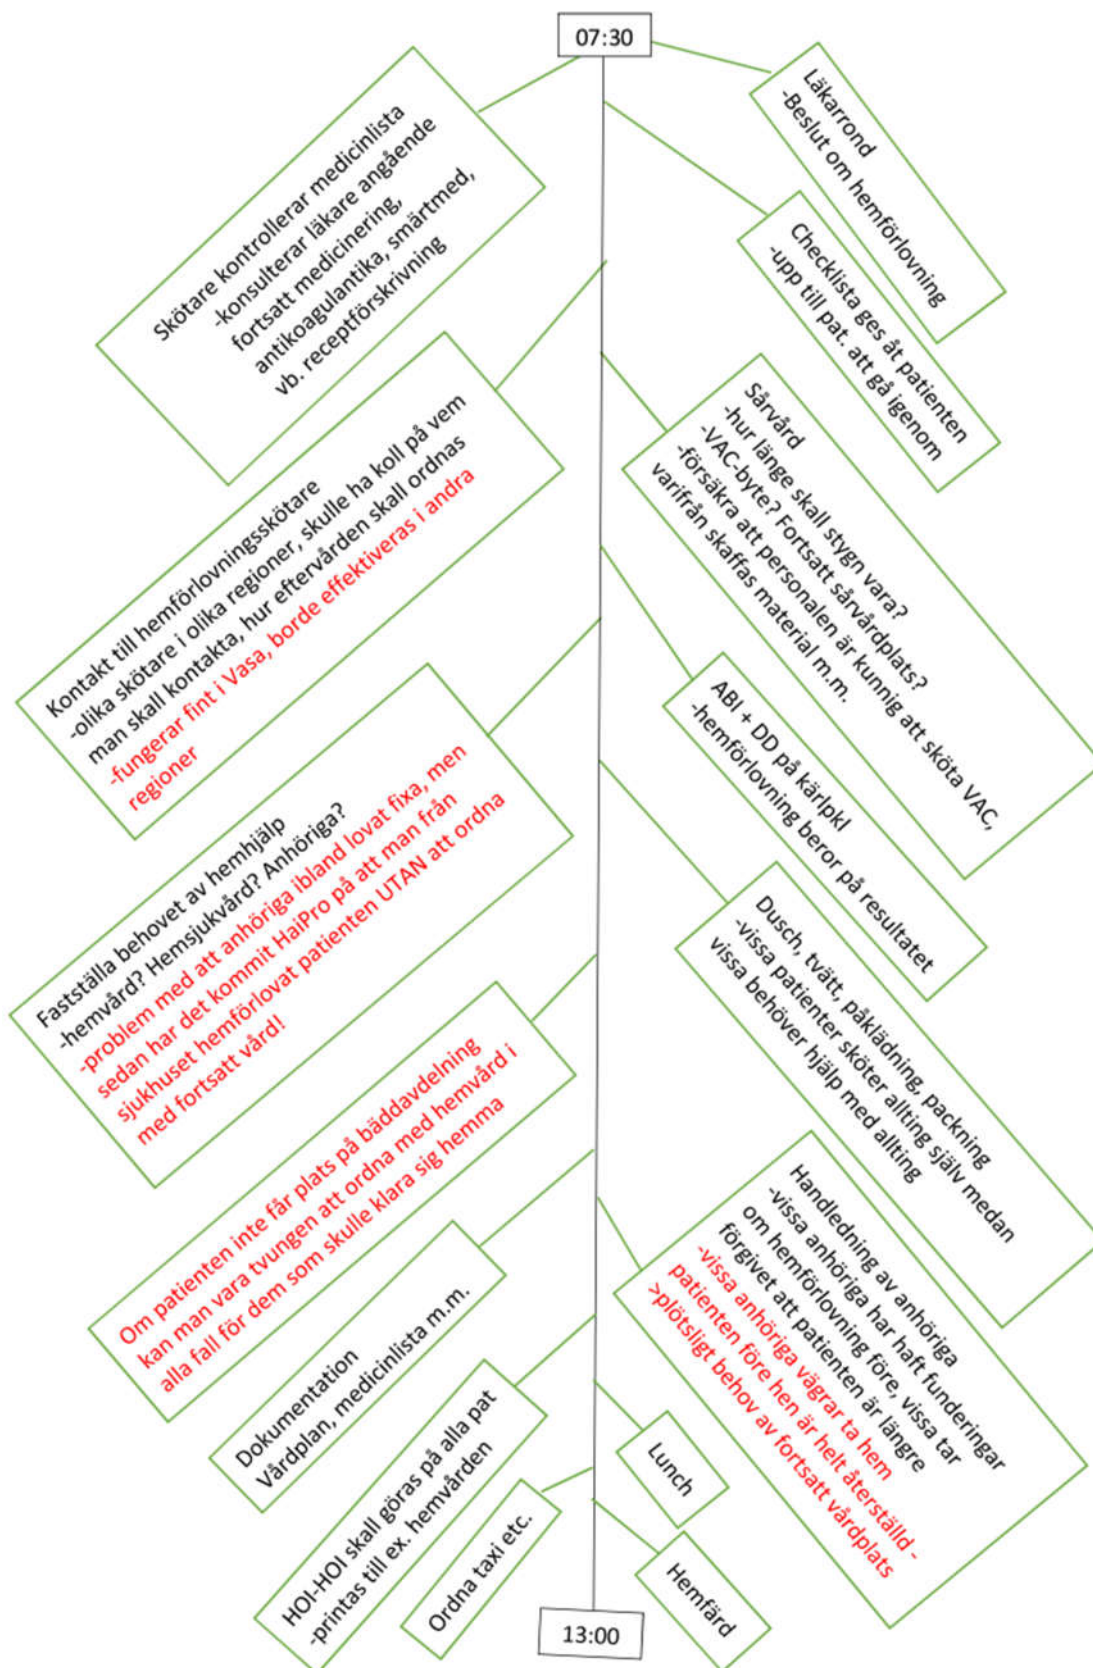 07:30
Läkarrond
-Beslut om hemförlovning
Skötare kontrollerar medicinlista
-konsulterar läkare angående
fortsatt medicinering,
antikoagulantika, smärtmed,
vb. receptförskrivning
Checklista ges åt patienten
-upp till pat. att gå igenom
Kontakt till hemförlovningsskötare
-olika skötare i olika regioner, skulle ha koll på vem
man skall kontakta, hur eftervården skall ordnas
-fungerar fint i Vasa, borde effektiveras i andra
regioner
Sårvård
-hur länge skall stygn vara?
-VAC-byte? Fortsatt sårvårdplats?
-försäkra att personalen är kunnig att sköta VAC,
varifrån skaffas material m.m.
ABI + DD på kärlpkl
-hemförlovning beror på resultatet
Fastställa behovet av hemhjälp
-hemvård? Hemsjukvård? Anhöriga?
-problem med att anhöriga ibland lovat fixa, men
sedan har det kommit HaiPro på att man från
sjukhuset hemförlovat patienten UTAN att ordna
med fortsatt vård!
Dusch, tvätt, påklädning, packning
-vissa patienter sköter allting själv medan
vissa behöver hjälp med allting
Om patienten inte får plats på bäddavdelning
kan man vara tvungen att ordna med hemvård i
alla fall för dem som skulle klara sig hemma
Dokumentation
Vårdplan, medicinlista m.m.
Handledning av anhöriga
-vissa anhöriga har haft funderingar
om hemförlovning före, vissa tar
förgivet att patienten är längre
-vissa anhöriga vägrar ta hem
patienten före hen är helt återställd -
>plötsligt behov av fortsatt vårdplats
HOI-HOI skall göras på alla pat
-printas till ex. hemvården
Lunch
Ordna taxi etc.
Hemfärd
13:00